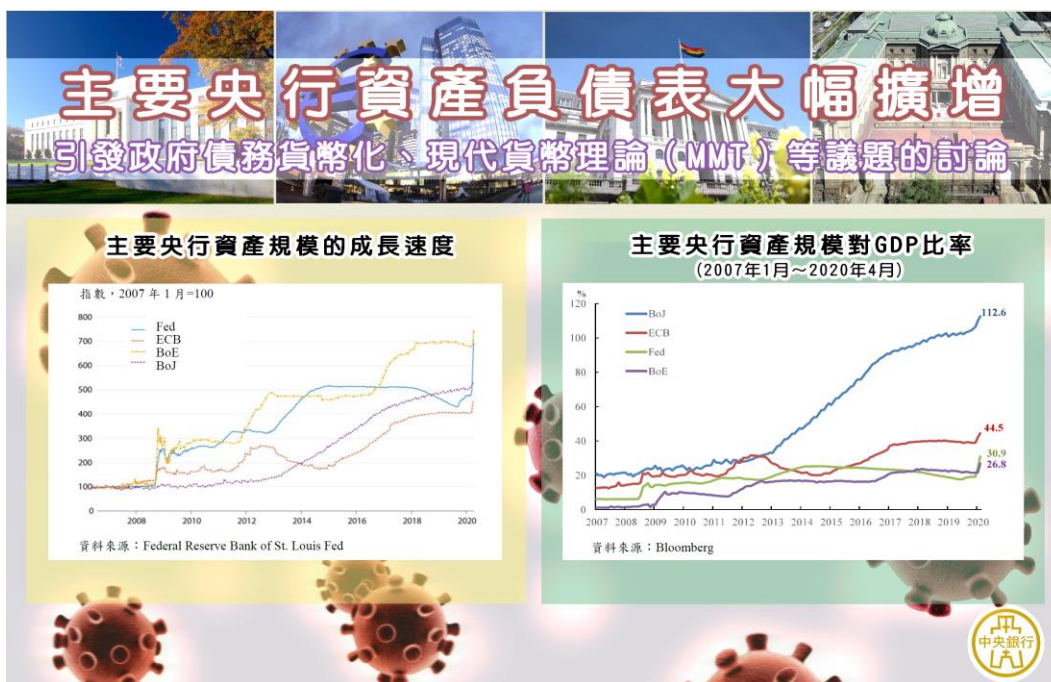 主要央行資產負債表大幅擴增
引發政府債務貨幣化、現代貨幣理論（MMT）等議題的討論
主要央行資產規模的成長速度
指數，2007 年 1 月=100
800
700
600
500
400
300
200
100
0
Fed
ECB
BoE
BoJ
2008 2010 2012 2014 2016 2018 2020
資料來源：Federal Reserve Bank of St. Louis Fed
主要央行資產規模對GDP比率
(2007年1月～2020年4月)
%
120
100
80
60
40
20
0
BoJ
ECB
Fed
BoE
112.6
44.5
30.9
26.8
2007 2008 2009 2010 2011 2012 2013 2014 2015 2016 2017 2018 2019 2020
資料來源：Bloomberg
中央銀行